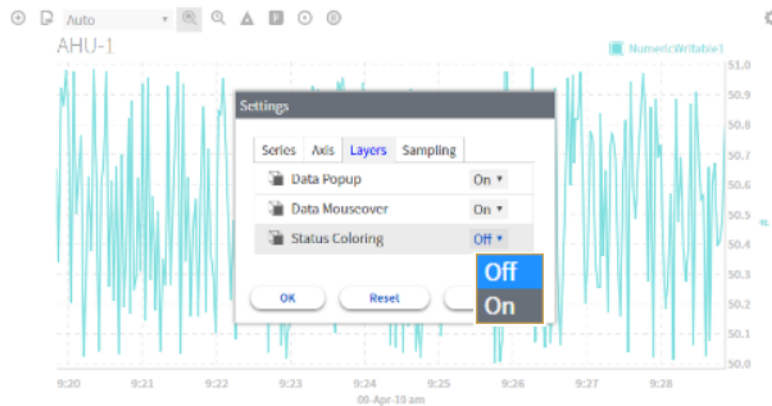 Auto
AHU-1
NumericWritable1
Settings
Series Axis Layers Sampling
Data Popup On
Data Mouseover On
Status Coloring Off
Off
On
OK Reset
51.0
50.9
50.8
50.7
50.6
50.5
50.4
50.3
50.2
50.1
50.0
9:20 9:21 9:22 9:23 9:24 9:25 9:26 9:27 9:28
09-Apr-19 am